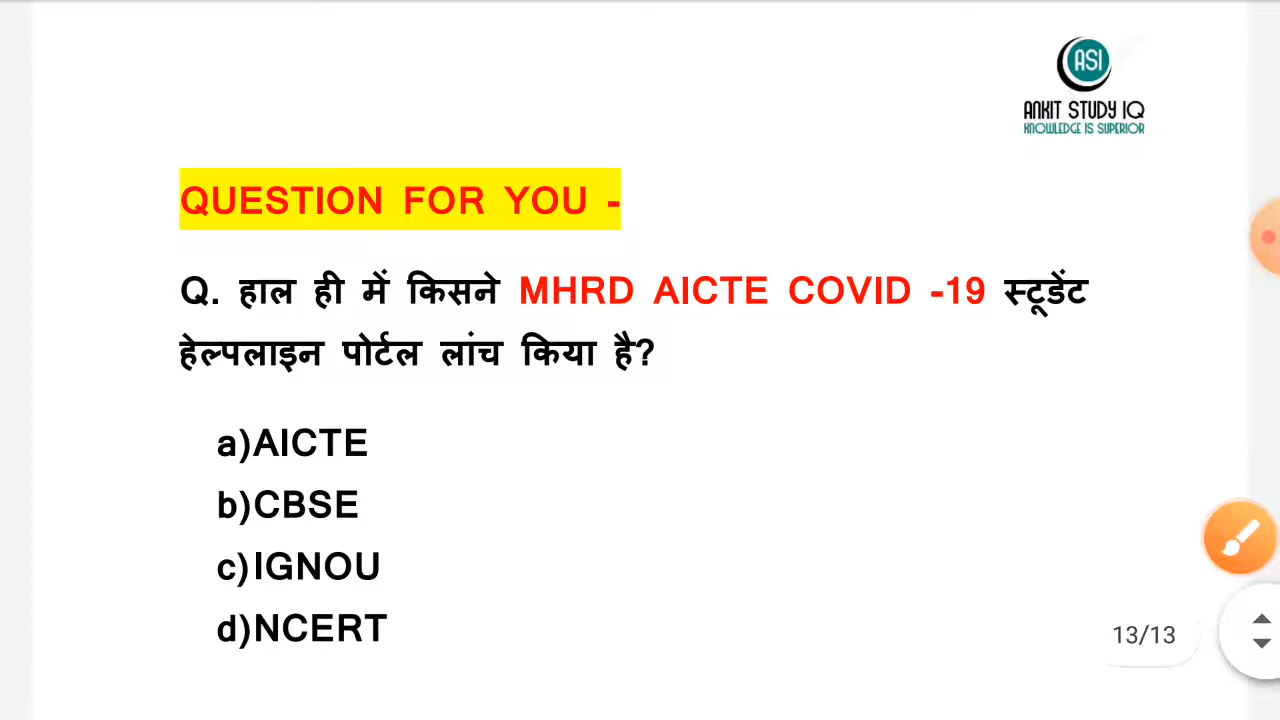 ASI
ANKIT STUDY IQ
KNOWLEDGE IS SUPERIOR
QUESTION FOR YOU -
Q. हाल ही में किसने MHRD AICTE COVID -19 स्टूडेंट
हेल्पलाइन पोर्टल लांच किया है?
a)AICTE
b)CBSE
c)IGNOU
d)NCERT
13/13